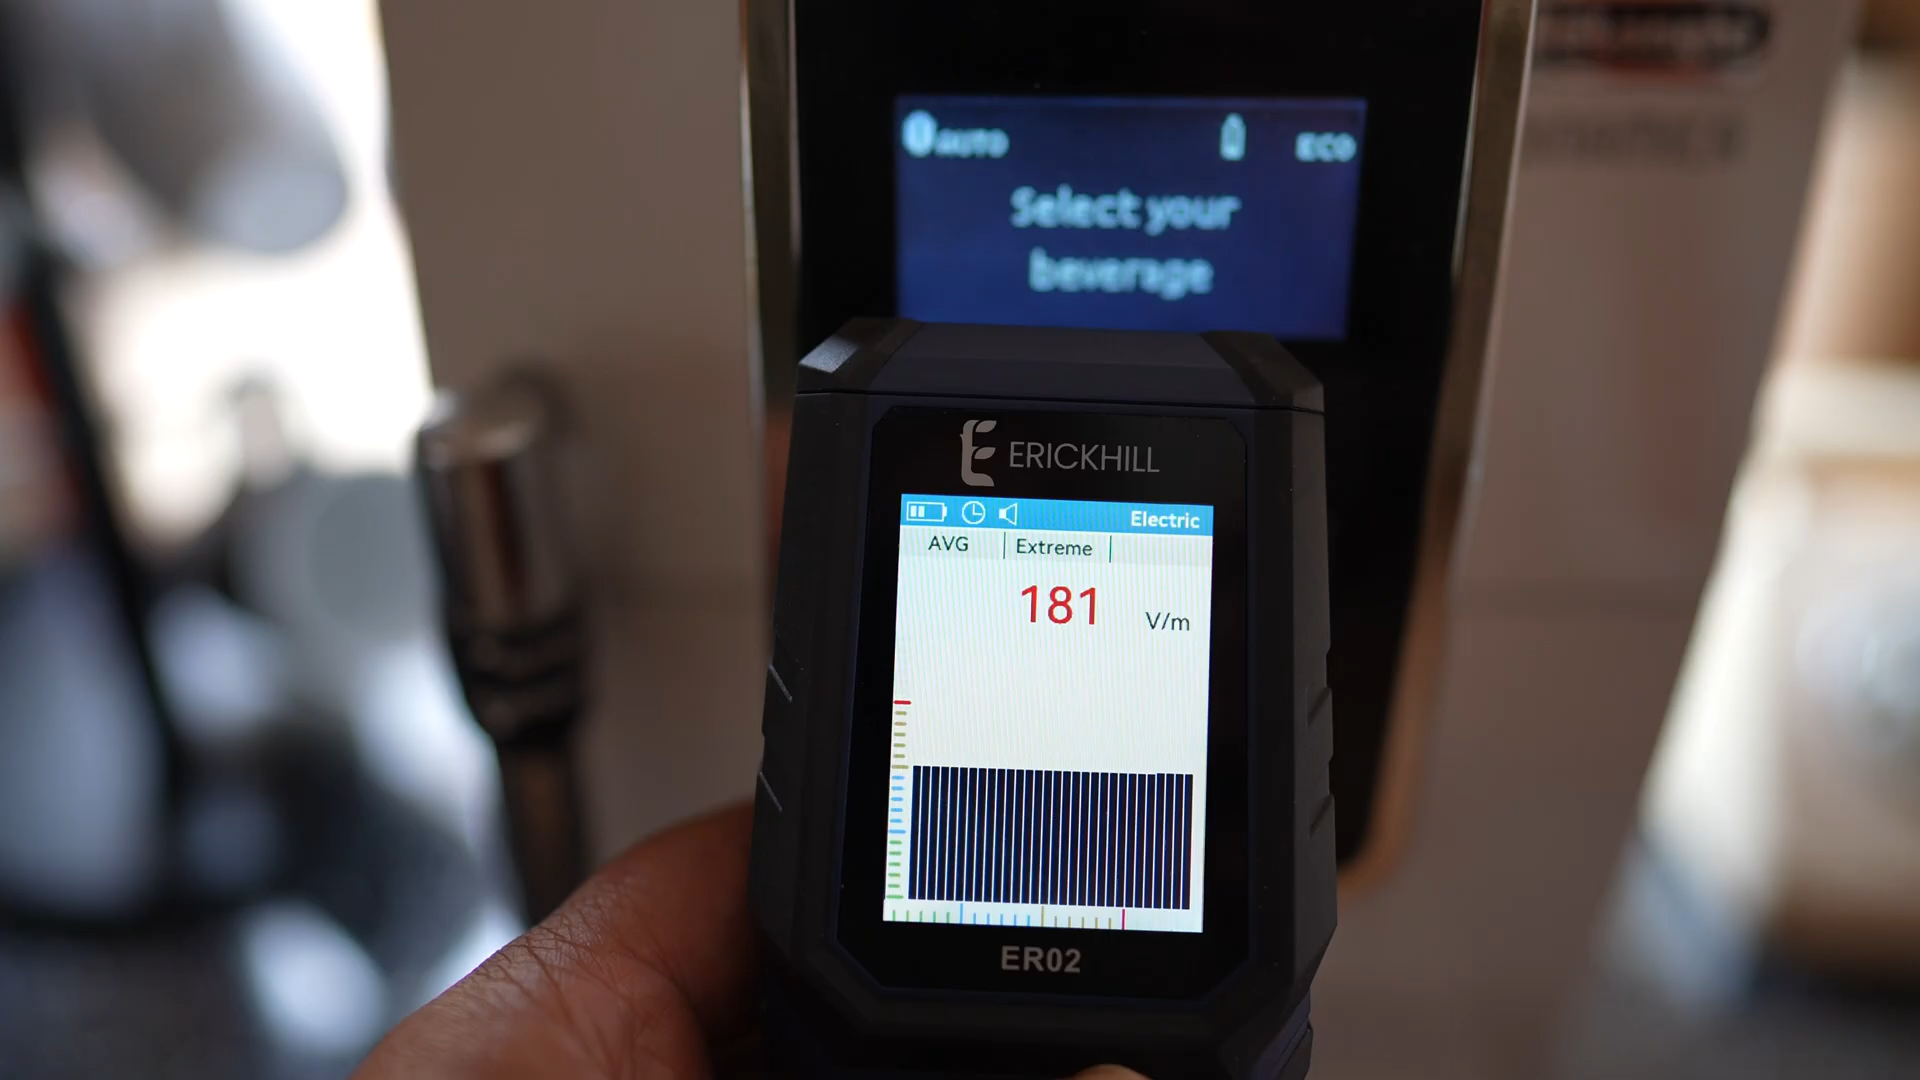 AUTO ECO
Select your
beverage
ERICKHILL
Electric
AVG Extreme
181 V/m
ER02